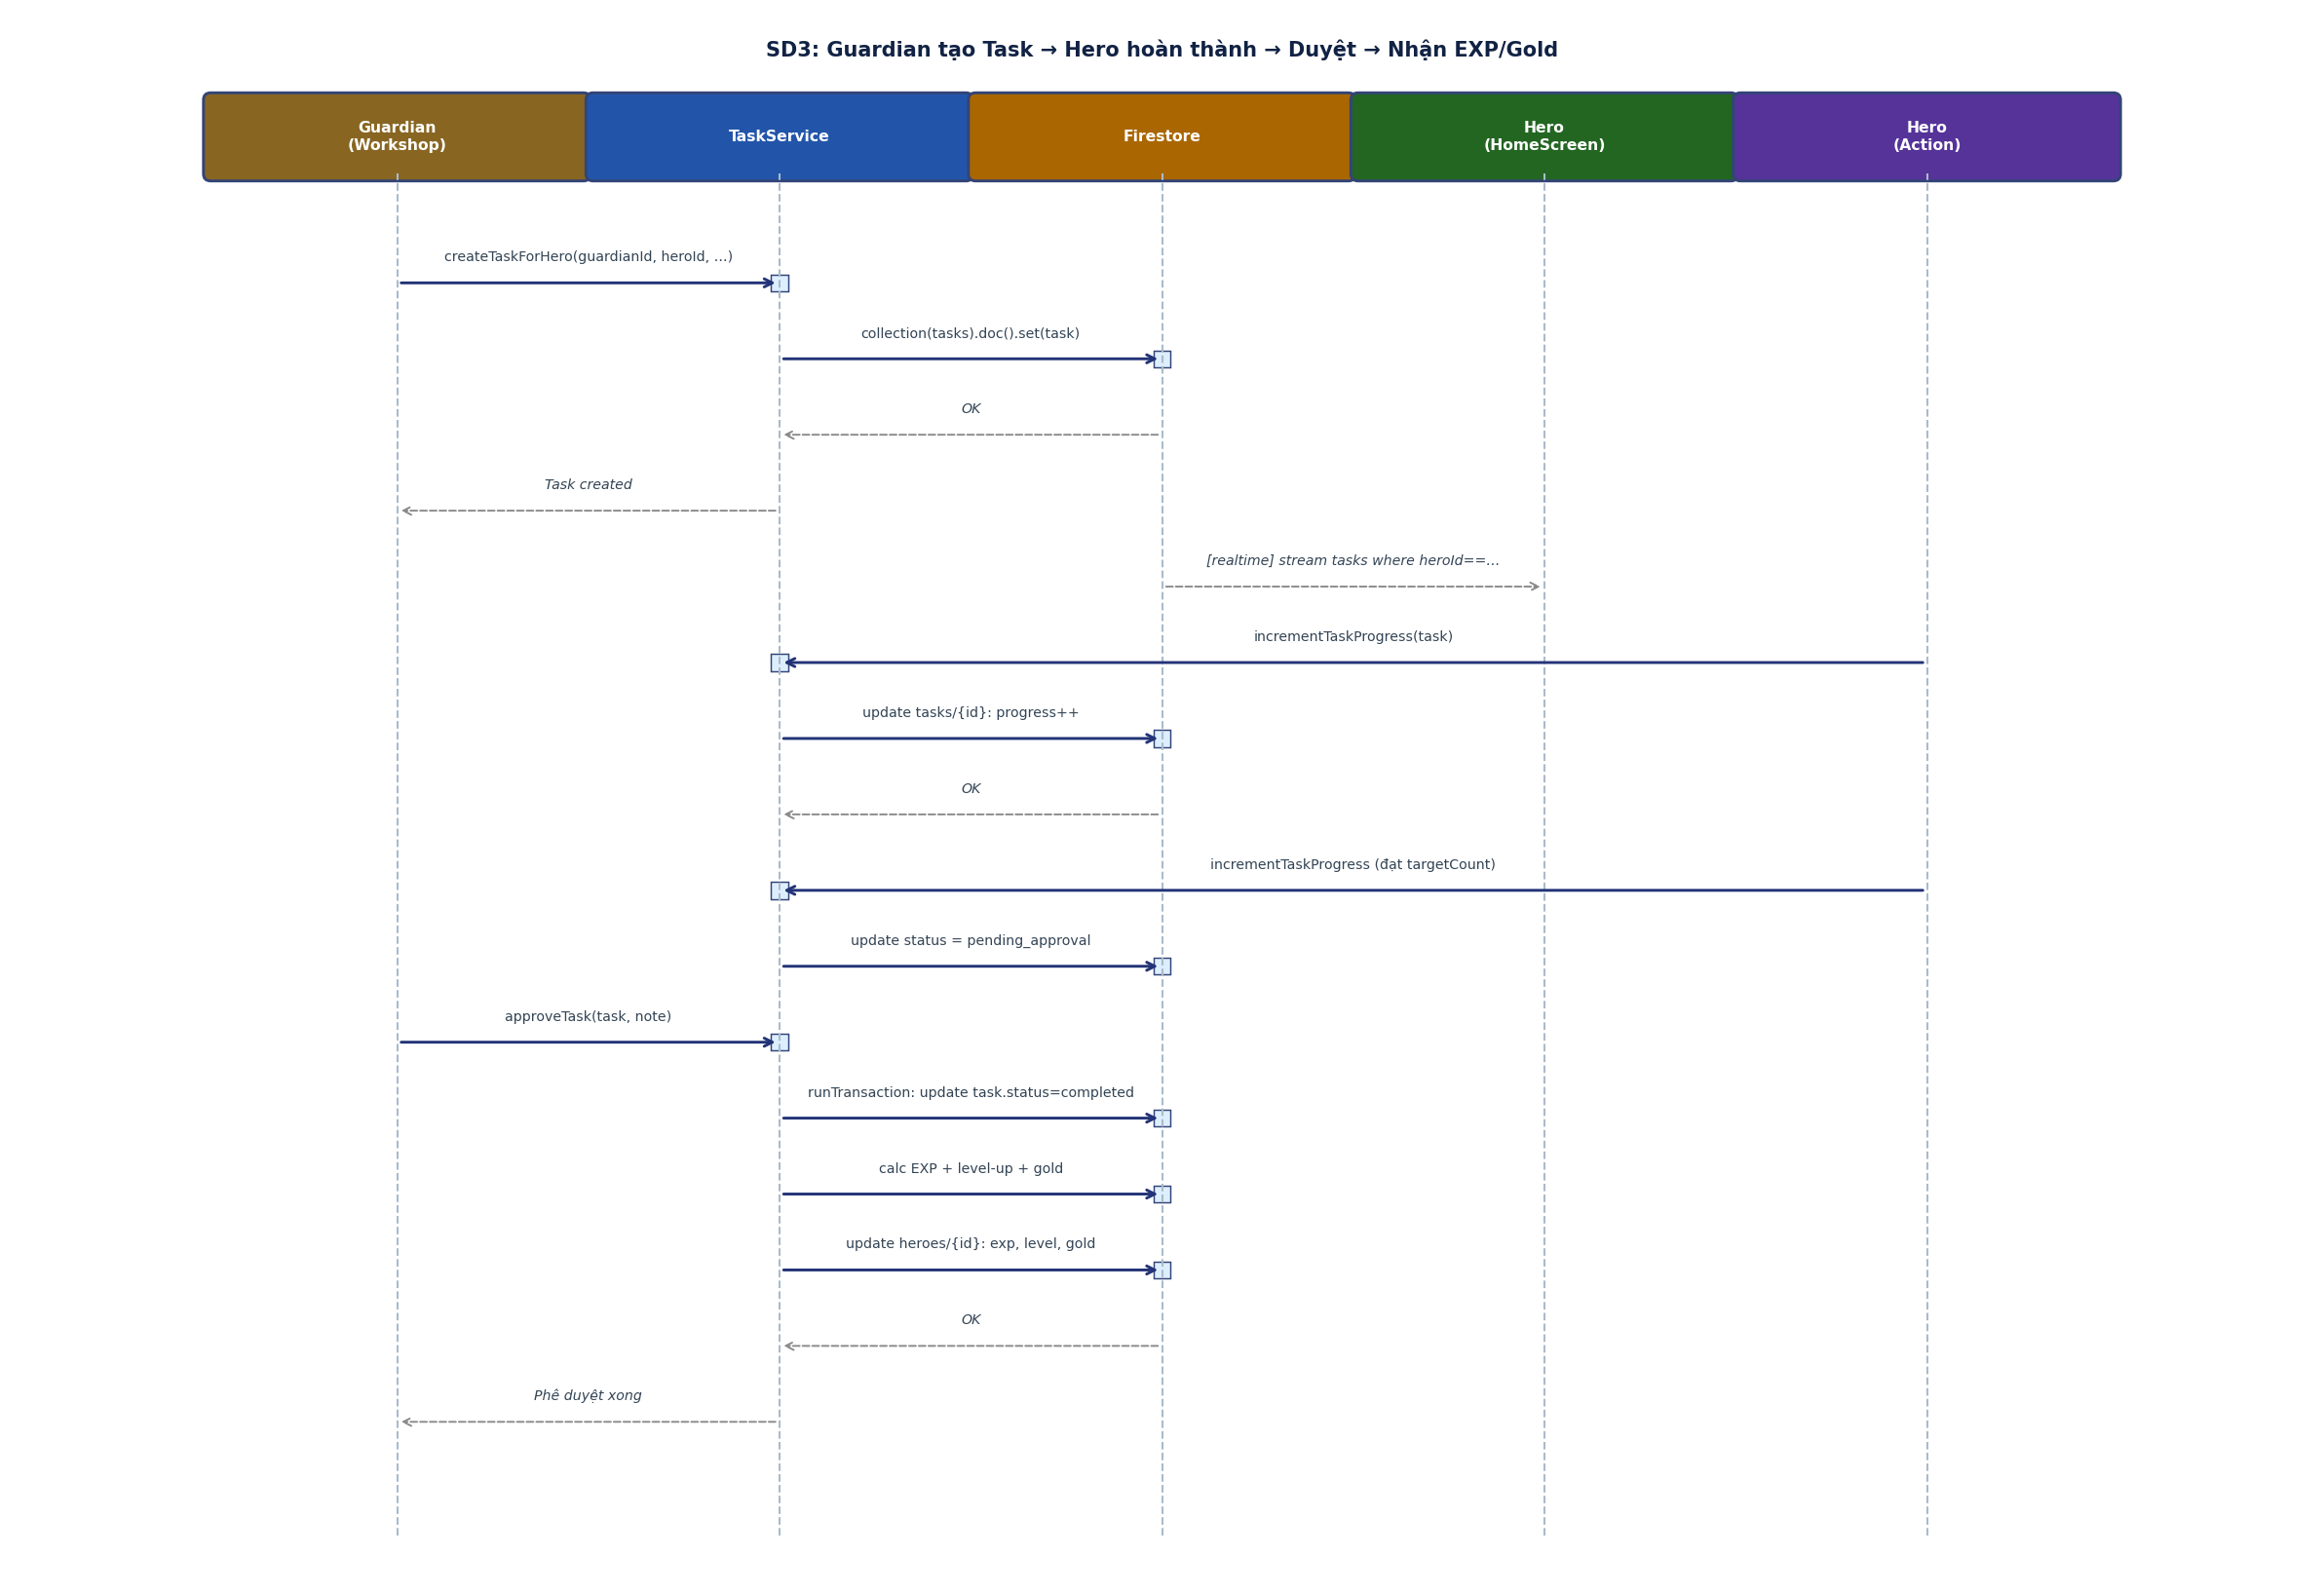 SD3: Guardian tạo Task → Hero hoàn thành → Duyệt → Nhận EXP/Gold
Guardian
(Workshop)
TaskService
Firestore
Hero
(HomeScreen)
Hero
(Action)
createTaskForHero(guardianId, heroId, ...)
collection(tasks).doc().set(task)
OK
Task created
[realtime] stream tasks where heroId==...
incrementTaskProgress(task)
update tasks/{id}: progress++
OK
incrementTaskProgress (đạt targetCount)
update status = pending_approval
approveTask(task, note)
runTransaction: update task.status=completed
calc EXP + level-up + gold
update heroes/{id}: exp, level, gold
OK
Phê duyệt xong